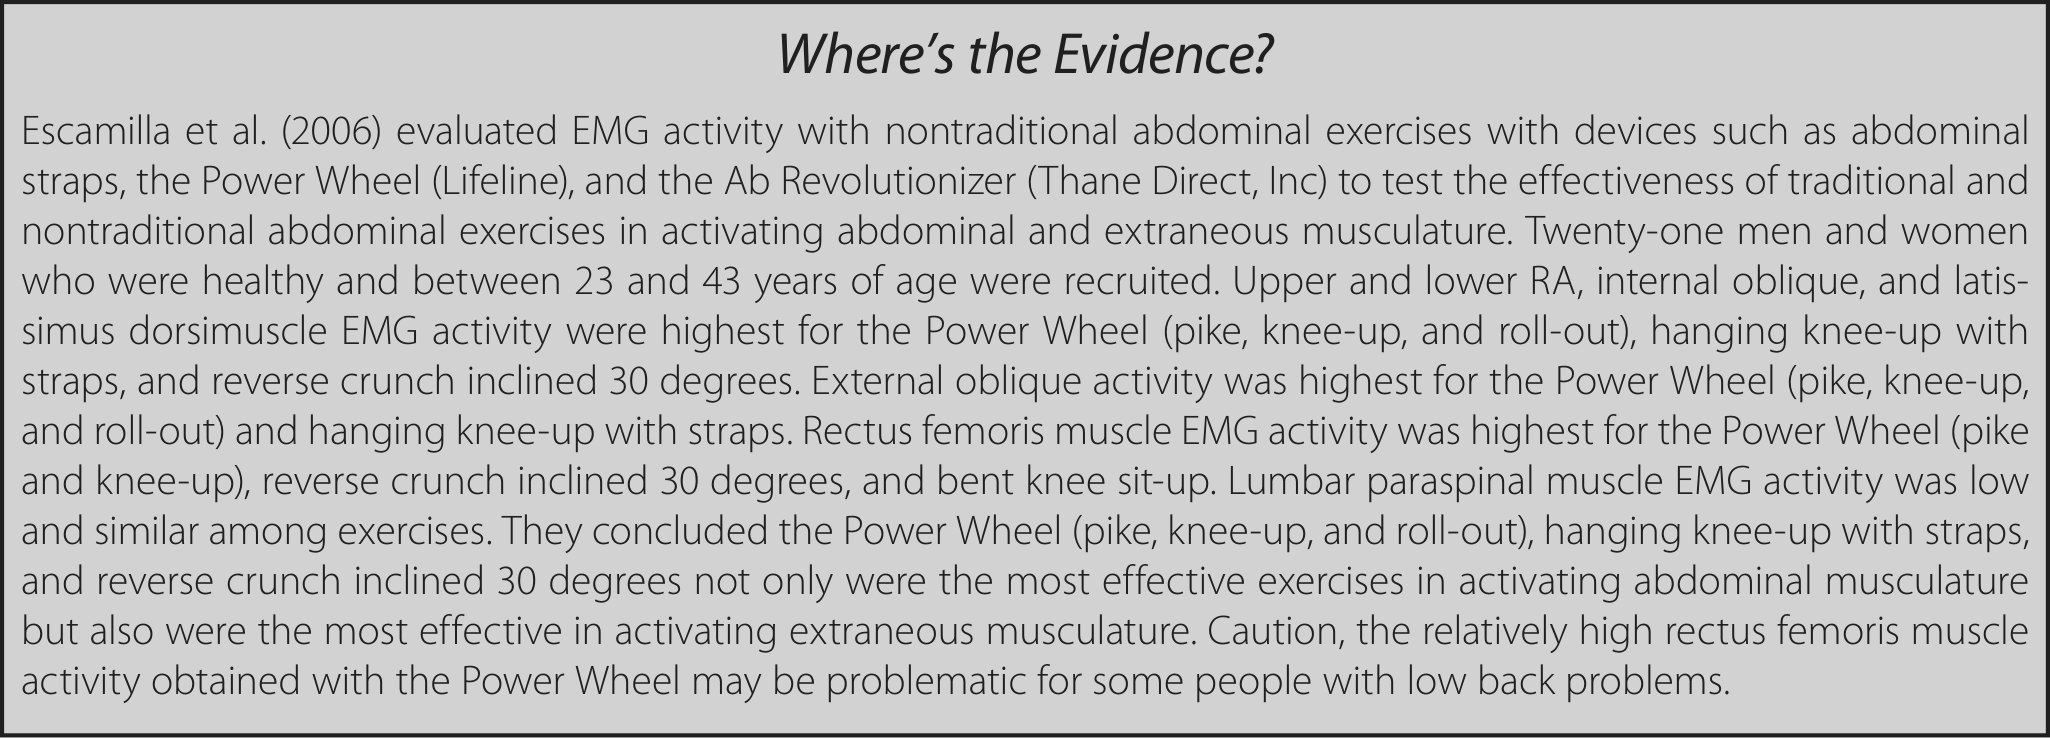 Where’s the Evidence?
Escamilla et al. (2006) evaluated EMG activity with nontraditional abdominal exercises with devices such as abdominal
straps, the Power Wheel (Lifeline), and the Ab Revolutionizer (Thane Direct, Inc) to test the effectiveness of traditional and
nontraditional abdominal exercises in activating abdominal and extraneous musculature. Twenty-one men and women
who were healthy and between 23 and 43 years of age were recruited. Upper and lower RA, internal oblique, and latis-
simus dorsimuscle EMG activity were highest for the Power Wheel (pike, knee-up, and roll-out), hanging knee-up with
straps, and reverse crunch inclined 30 degrees. External oblique activity was highest for the Power Wheel (pike, knee-up,
and roll-out) and hanging knee-up with straps. Rectus femoris muscle EMG activity was highest for the Power Wheel (pike
and knee-up), reverse crunch inclined 30 degrees, and bent knee sit-up. Lumbar paraspinal muscle EMG activity was low
and similar among exercises. They concluded the Power Wheel (pike, knee-up, and roll-out), hanging knee-up with straps,
and reverse crunch inclined 30 degrees not only were the most effective exercises in activating abdominal musculature
but also were the most effective in activating extraneous musculature. Caution, the relatively high rectus femoris muscle
activity obtained with the Power Wheel may be problematic for some people with low back problems.